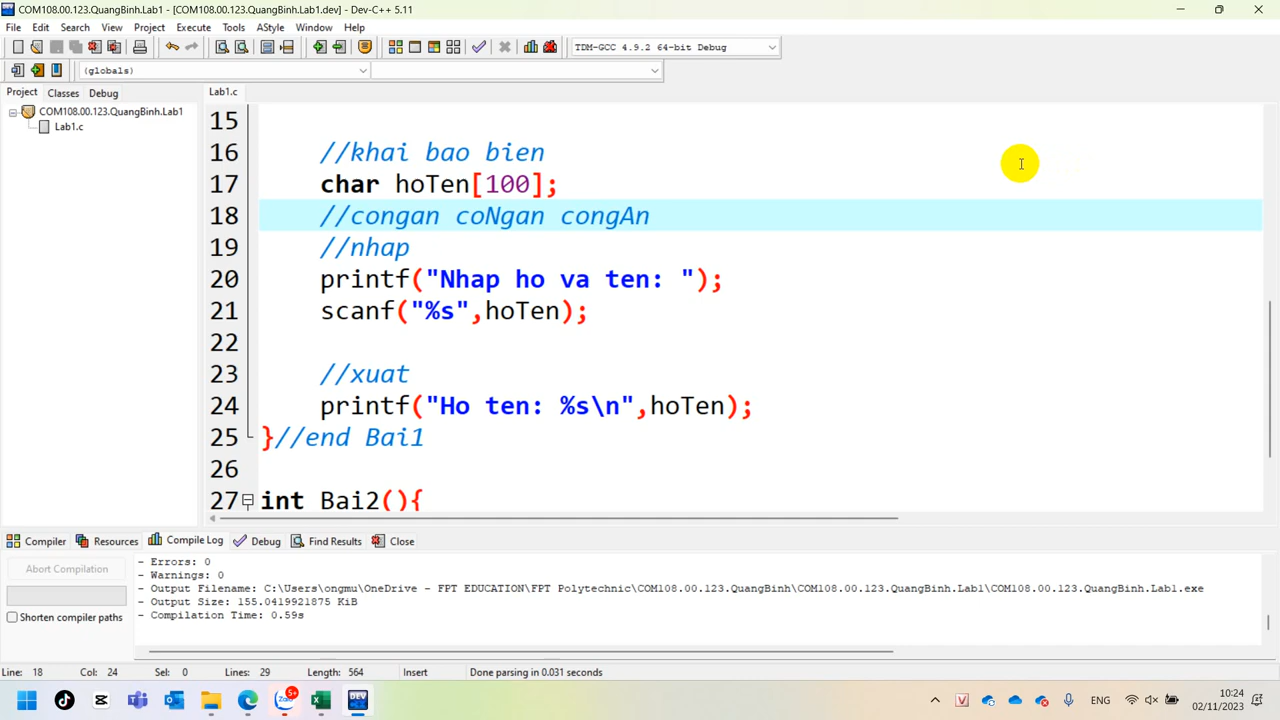 COM108.00.123.QuangBinh.Lab1 - [COM108.00.123.QuangBinh.Lab1.dev] - Dev-C++ 5.11
File Edit Search View Project Execute Tools AStyle Window Help
TDM-GCC 4.9.2 64-bit Debug
(globals)
Project Classes Debug
Lab1.c
COM108.00.123.QuangBinh.Lab1
Lab1.c
15
16 //khai bao bien
17 char hoTen[100];
18 //congan coNgan congAn
19 //nhap
20 printf("Nhap ho va ten: ");
21 scanf("%s",hoTen);
22
23 //xuat
24 printf("Ho ten: %s\n",hoTen);
25 }//end Bai1
26
27 int Bai2(){
Compiler Resources Compile Log Debug Find Results Close
Abort Compilation
Shorten compiler paths
- Errors: 0
- Warnings: 0
- Output Filename: C:\Users\ongmu\OneDrive - FPT EDUCATION\FPT Polytechnic\COM108.00.123.QuangBinh\COM108.00.123.QuangBinh.Lab1\COM108.00.123.QuangBinh.Lab1.exe
- Output Size: 155.0419921875 KiB
- Compilation Time: 0.59s
Line: 18 Col: 24 Sel: 0 Lines: 29 Length: 564 Insert Done parsing in 0.031 seconds
5+
Zalo
DEV
V
ENG
10:24
02/11/2023